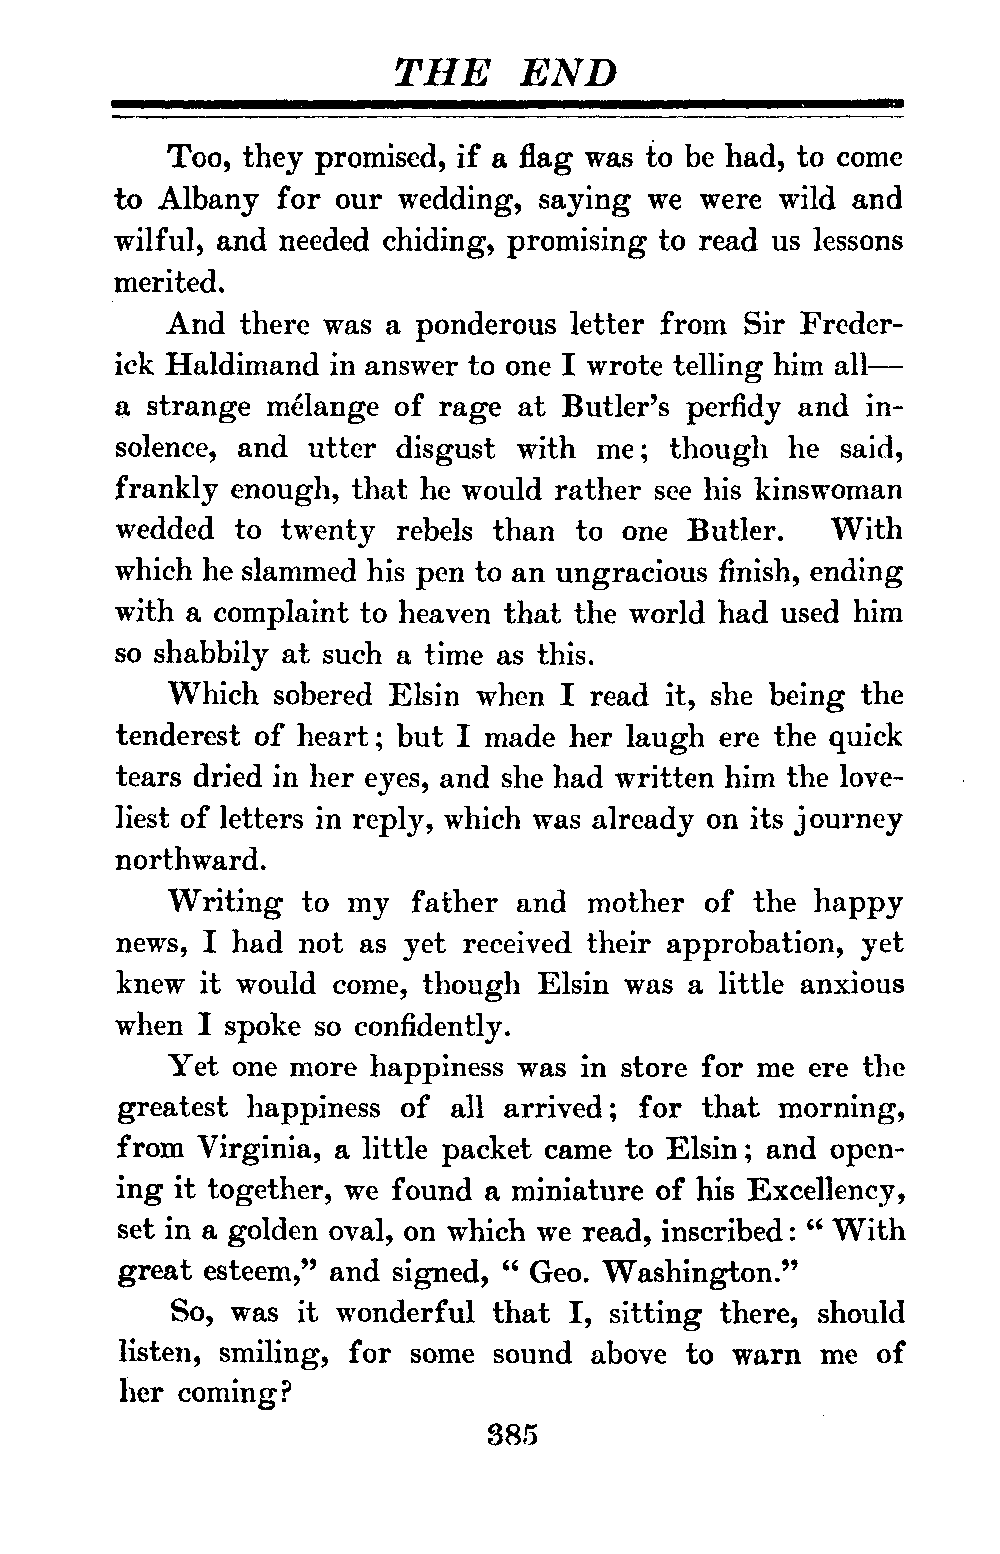 THE END
Too, they promised, if a flag was to be had, to come
to Albany for our wedding, saying we were wild and
wilful, and needed chiding, promising to read us lessons
merited.
And there was a ponderous letter from Sir Freder-
ick Haldimand in answer to one I wrote telling him all—
a strange mélange of rage at Butler’s perfidy and in-
solence, and utter disgust with me; though he said,
frankly enough, that he would rather see his kinswoman
wedded to twenty rebels than to one Butler. With
which he slammed his pen to an ungracious finish, ending
with a complaint to heaven that the world had used him
so shabbily at such a time as this.
Which sobered Elsin when I read it, she being the
tenderest of heart; but I made her laugh ere the quick
tears dried in her eyes, and she had written him the love-
liest of letters in reply, which was already on its journey
northward.
Writing to my father and mother of the happy
news, I had not as yet received their approbation, yet
knew it would come, though Elsin was a little anxious
when I spoke so confidently.
Yet one more happiness was in store for me ere the
greatest happiness of all arrived; for that morning,
from Virginia, a little packet came to Elsin; and open-
ing it together, we found a miniature of his Excellency,
set in a golden oval, on which we read, inscribed: “ With
great esteem,” and signed, “ Geo. Washington.”
So, was it wonderful that I, sitting there, should
listen, smiling, for some sound above to warn me of
her coming?
385